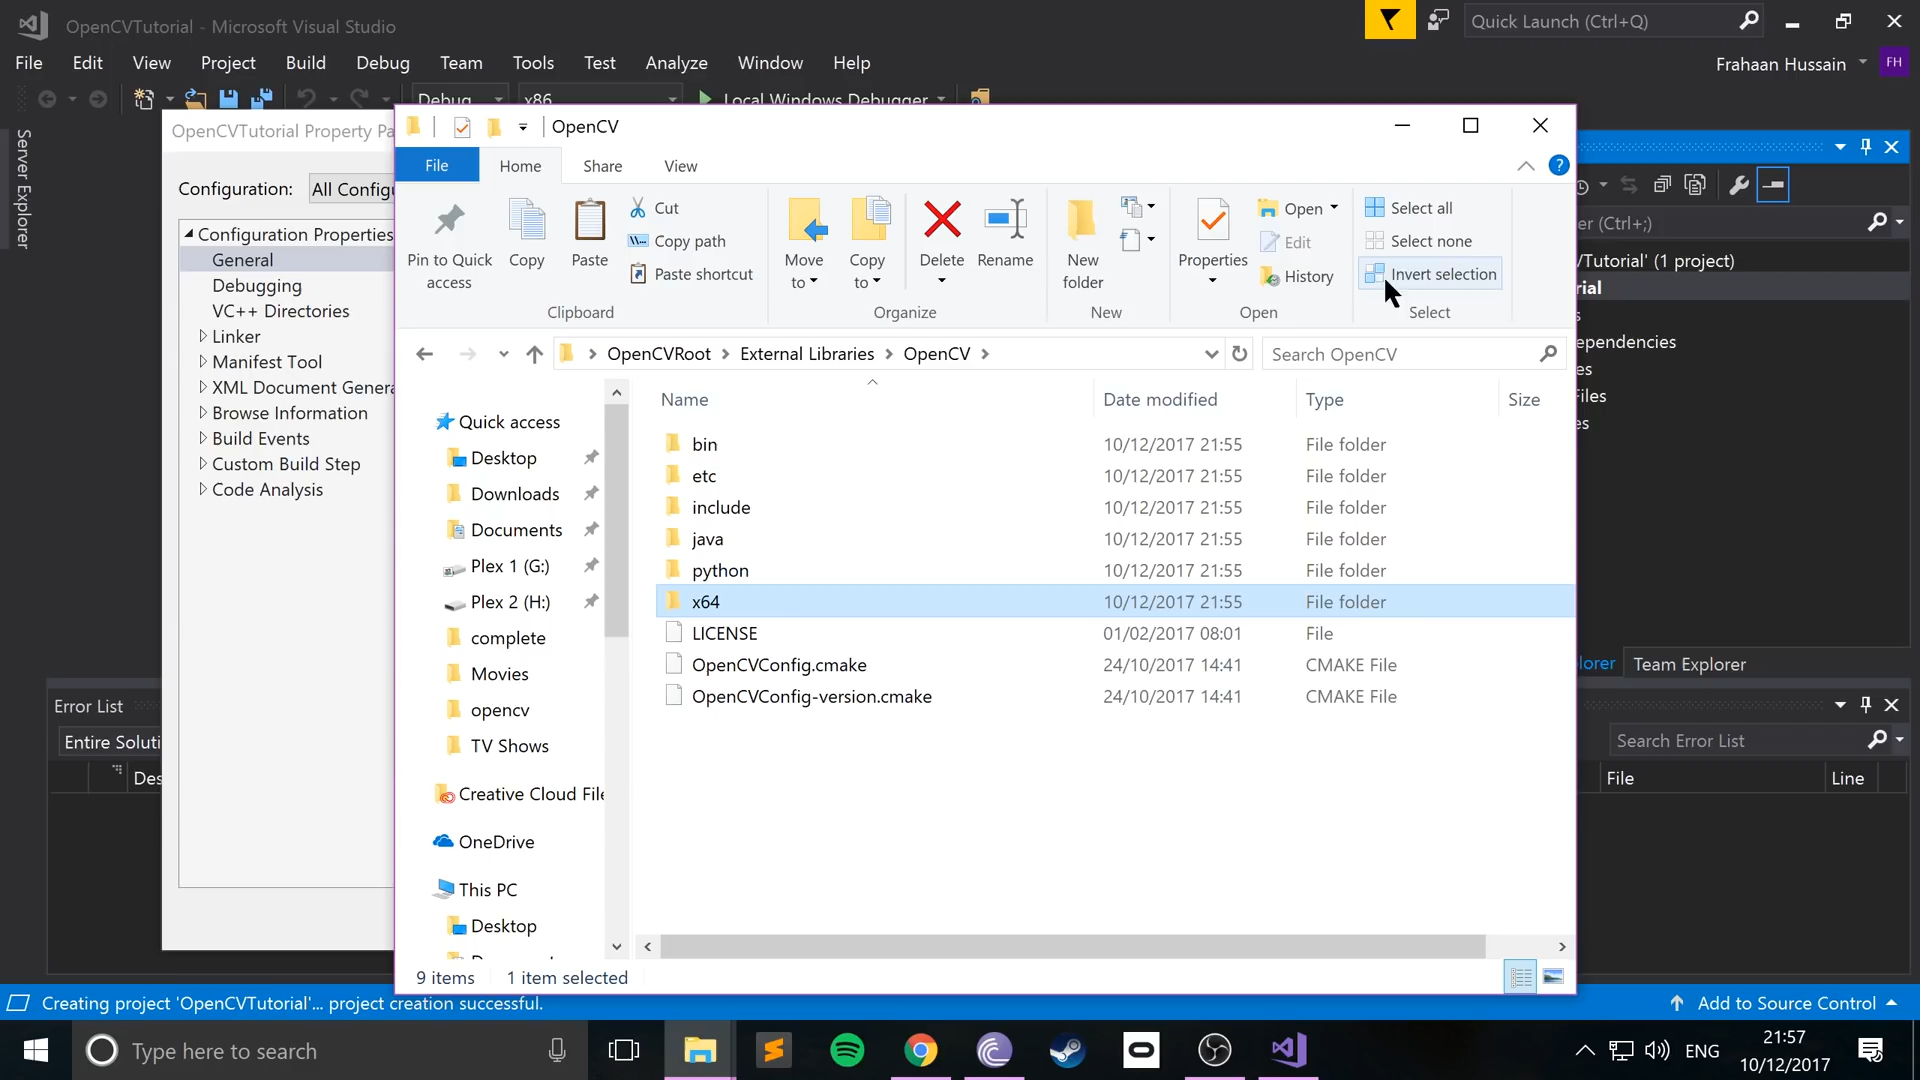 OpenCVTutorial - Microsoft Visual Studio
Quick Launch (Ctrl+Q)
File Edit View Project Build Debug Team Tools Test Analyze Window Help
Frahaan Hussain FH
Debug x86 Local Windows Debugger
Server Explorer
OpenCVTutorial Property Pa
Configuration: All Config
Configuration Properties
General
Debugging
VC++ Directories
Linker
Manifest Tool
XML Document Genera
Browse Information
Build Events
Custom Build Step
Code Analysis
OpenCV
File Home Share View
Pin to Quick access
Copy
Paste
Cut
Copy path
Paste shortcut
Clipboard
Move to
Copy to
Delete
Rename
Organize
New folder
New
Properties
Open
Edit
History
Open
Select all
Select none
Invert selection
Select
OpenCVRoot External Libraries OpenCV
Search OpenCV
Quick access
Desktop
Downloads
Documents
Plex 1 (G:)
Plex 2 (H:)
complete
Movies
opencv
TV Shows
Creative Cloud File
OneDrive
This PC
Desktop
Name Date modified Type Size
bin 10/12/2017 21:55 File folder
etc 10/12/2017 21:55 File folder
include 10/12/2017 21:55 File folder
java 10/12/2017 21:55 File folder
python 10/12/2017 21:55 File folder
x64 10/12/2017 21:55 File folder
LICENSE 01/02/2017 08:01 File
OpenCVConfig.cmake 24/10/2017 14:41 CMAKE File
OpenCVConfig-version.cmake 24/10/2017 14:41 CMAKE File
9 items 1 item selected
er (Ctrl+;)
/Tutorial' (1 project)
rial
s
ependencies
es
Files
es
lorer Team Explorer
Error List
Entire Soluti
Search Error List
Des
File Line
Creating project 'OpenCVTutorial'... project creation successful.
Add to Source Control
Type here to search
ENG
21:57
10/12/2017